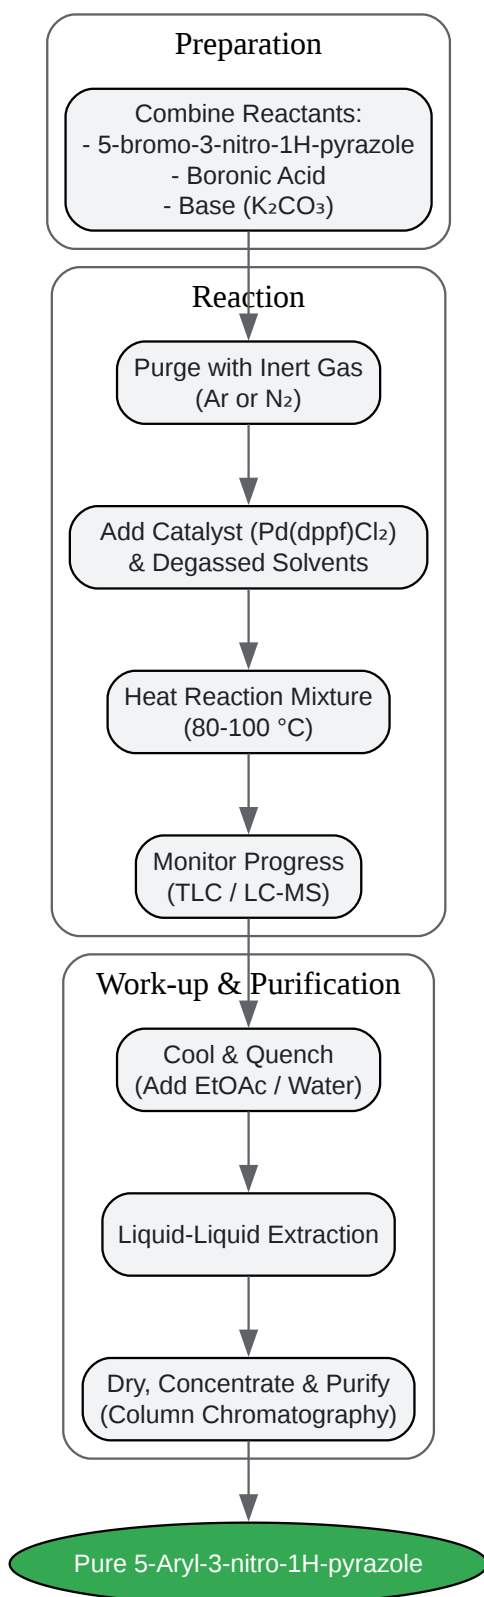 Preparation
Combine Reactants:
- 5-bromo-3-nitro-1H-pyrazole
- Boronic Acid
- Base (K₂CO₃)
Reaction
Purge with Inert Gas
(Ar or N₂)
Add Catalyst (Pd(dppf)Cl₂)
& Degassed Solvents
Heat Reaction Mixture
(80-100 °C)
Monitor Progress
(TLC / LC-MS)
Work-up & Purification
Cool & Quench
(Add EtOAc / Water)
Liquid-Liquid Extraction
Dry, Concentrate & Purify
(Column Chromatography)
Pure 5-Aryl-3-nitro-1H-pyrazole